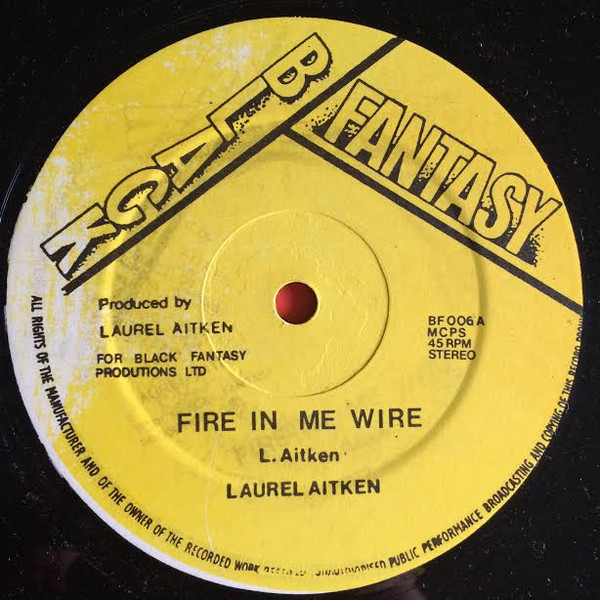 BLACK
FANTASY
Produced by
LAUREL AITKEN
FOR BLACK FANTASY
PRODUTIONS LTD
BF006A
MCPS
45 RPM
STEREO
FIRE IN ME WIRE
L. Aitken
LAUREL AITKEN
ALL RIGHTS OF THE MANUFACTURER AND OF THE OWNER OF THE RECORDED WORK PUBLIC PERFORMANCE BROADCASTING AND COPYING OF THIS RECORD